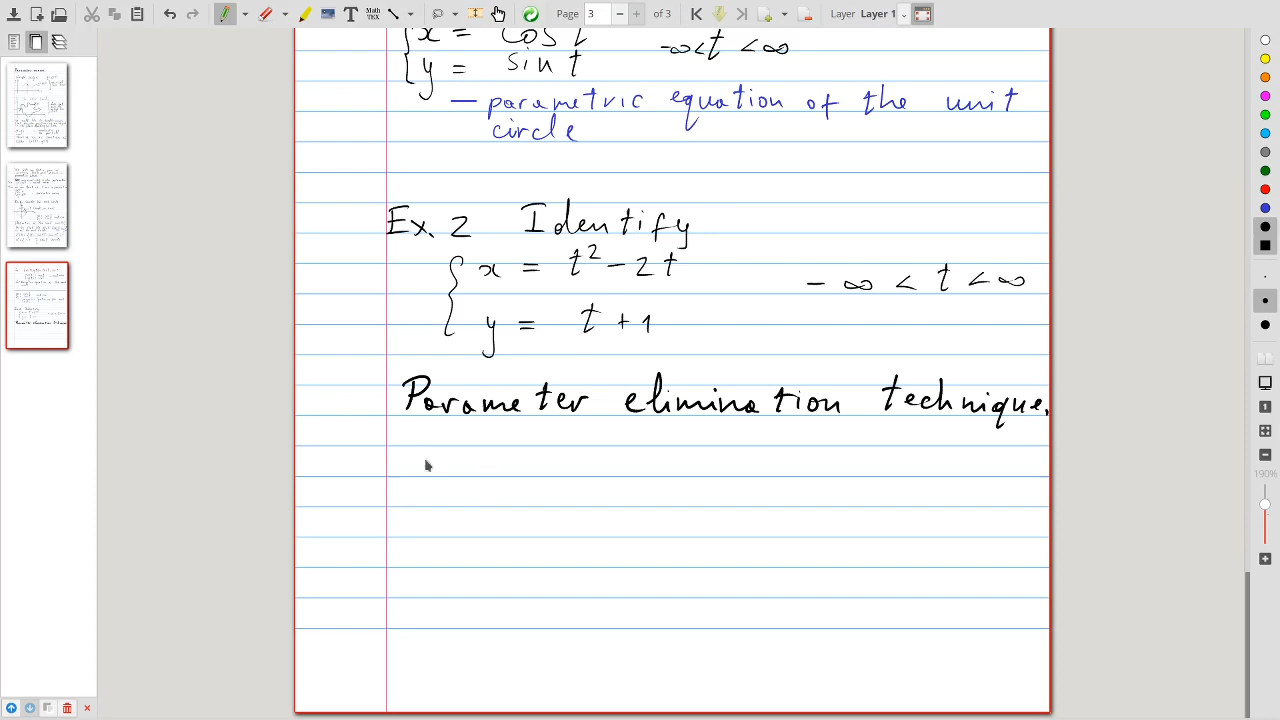 Page 3 of 3 Layer Layer 1
x = cos t -∞<t <∞
y = sin t
— parametric equation of the unit
circle
Ex. 2 Identify
x = t² - 2t
- ∞ < t < ∞
y = t + 1
Parameter elimination technique.
190%